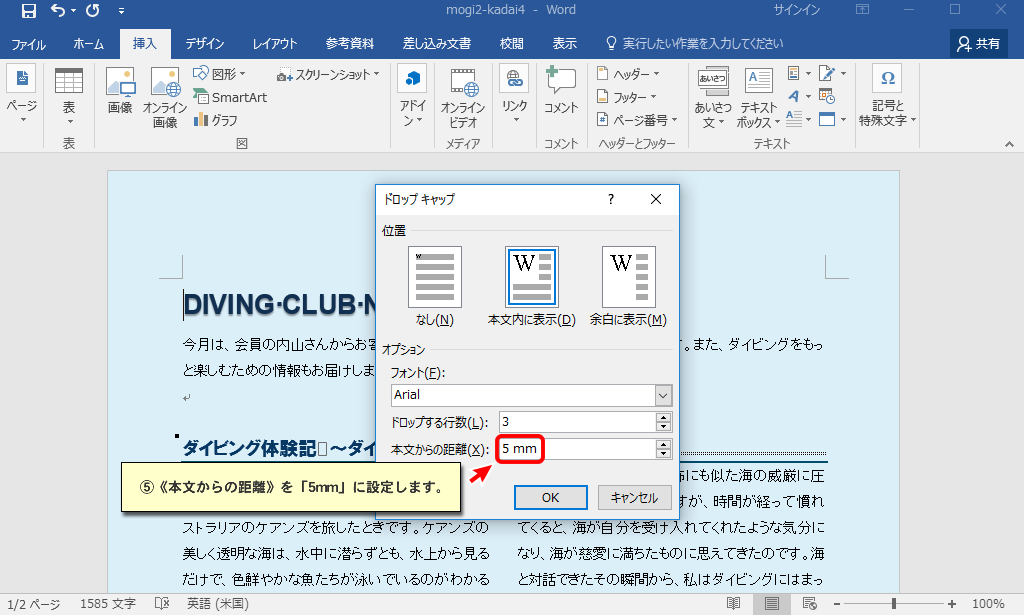 mogi2-kadai4 - Word
サインイン
ファイル ホーム 挿入 デザイン レイアウト 参考資料 差し込み文書 校閲 表示 実行したい作業を入力してください 共有
ページ
表
画像
オンライン
画像
図形
SmartArt
グラフ
スクリーンショット
アドイ
ン
オンライン
ビデオ
リンク
コメント
ヘッダー
フッター
ページ番号
あいさつ
あいさつ
文
テキスト
ボックス
記号と
特殊文字
表 図 メディア コメント ヘッダーとフッター テキスト
ドロップ キャップ ?
位置
W W W
なし(N) 本文内に表示(D) 余白に表示(M)
オプション
フォント(F):
Arial
ドロップする行数(L): 3
本文からの距離(X): 5 mm
OK キャンセル
DIVING・CLUB・N
今月は、会員の内山さんからお客
す。また、ダイビングをもっ
と楽しむための情報もお届けしま
ダイビング体験記□～ダイ
⑤《本文からの距離》を「5mm」に設定します。
ストラリアのケアンズを旅したときです。ケアンズの
美しく透明な海は、水中に潜らずとも、水上から見る
だけで、色鮮やかな魚たちが泳いでいるのがわかる
にも似た海の威厳に圧
すが、時間が経って慣れ
てくると、海が自分を受け入れてくれたような気分に
なり、海が慈愛に満ちたものに思えてきたのです。海
と対話できたその瞬間から、私はダイビングにはまっ
1/2 ページ 1585 文字 英語 (米国) 100%